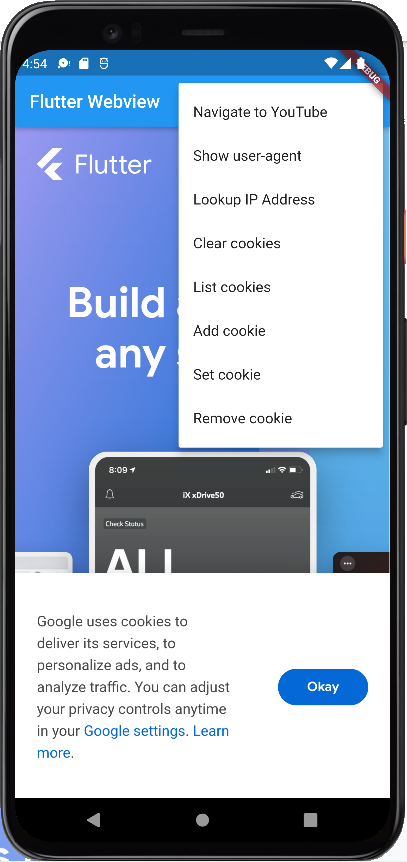 4:54
DEBUG
Flutter Webview
Navigate to YouTube
Show user-agent
Lookup IP Address
Clear cookies
List cookies
Add cookie
Set cookie
Remove cookie
Flutter
Build
any
8:09
iX xDrive50
Check Status
ALL
Google uses cookies to
deliver its services, to
personalize ads, and to
analyze traffic. You can adjust
your privacy controls anytime
in your Google settings. Learn
more.
Okay